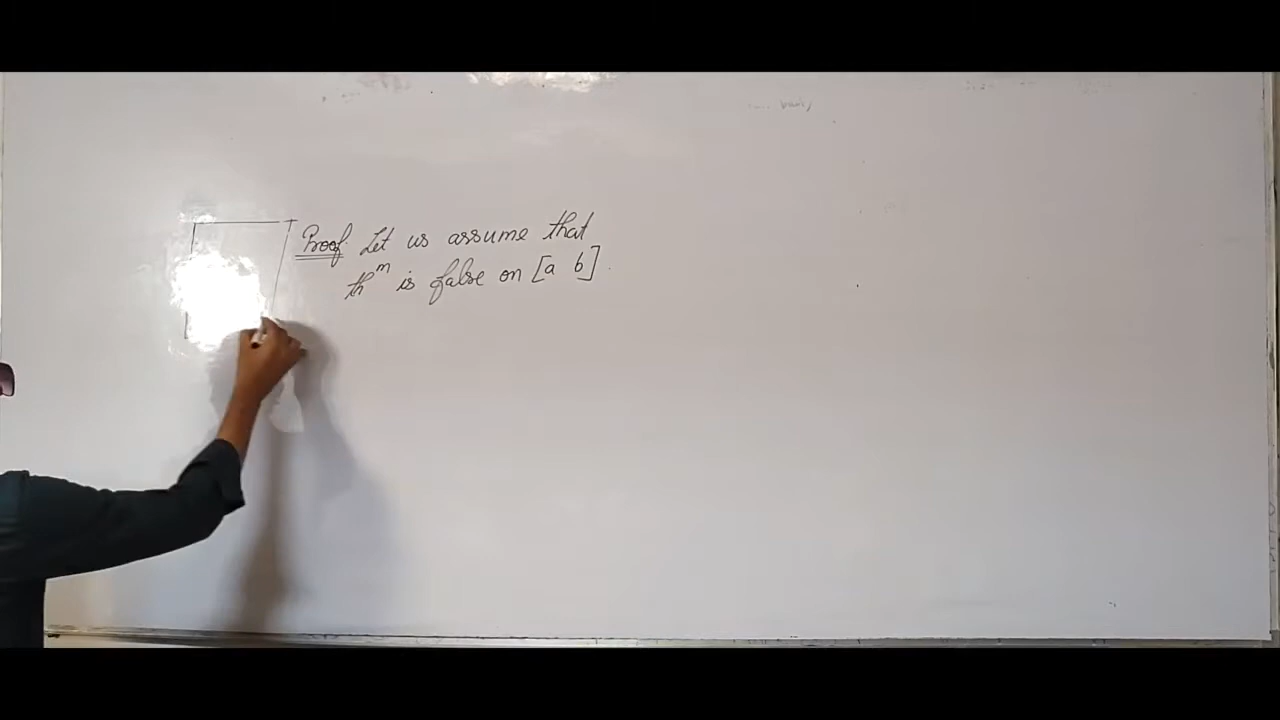 Proof Let us assume that
th^m is false on [a b]